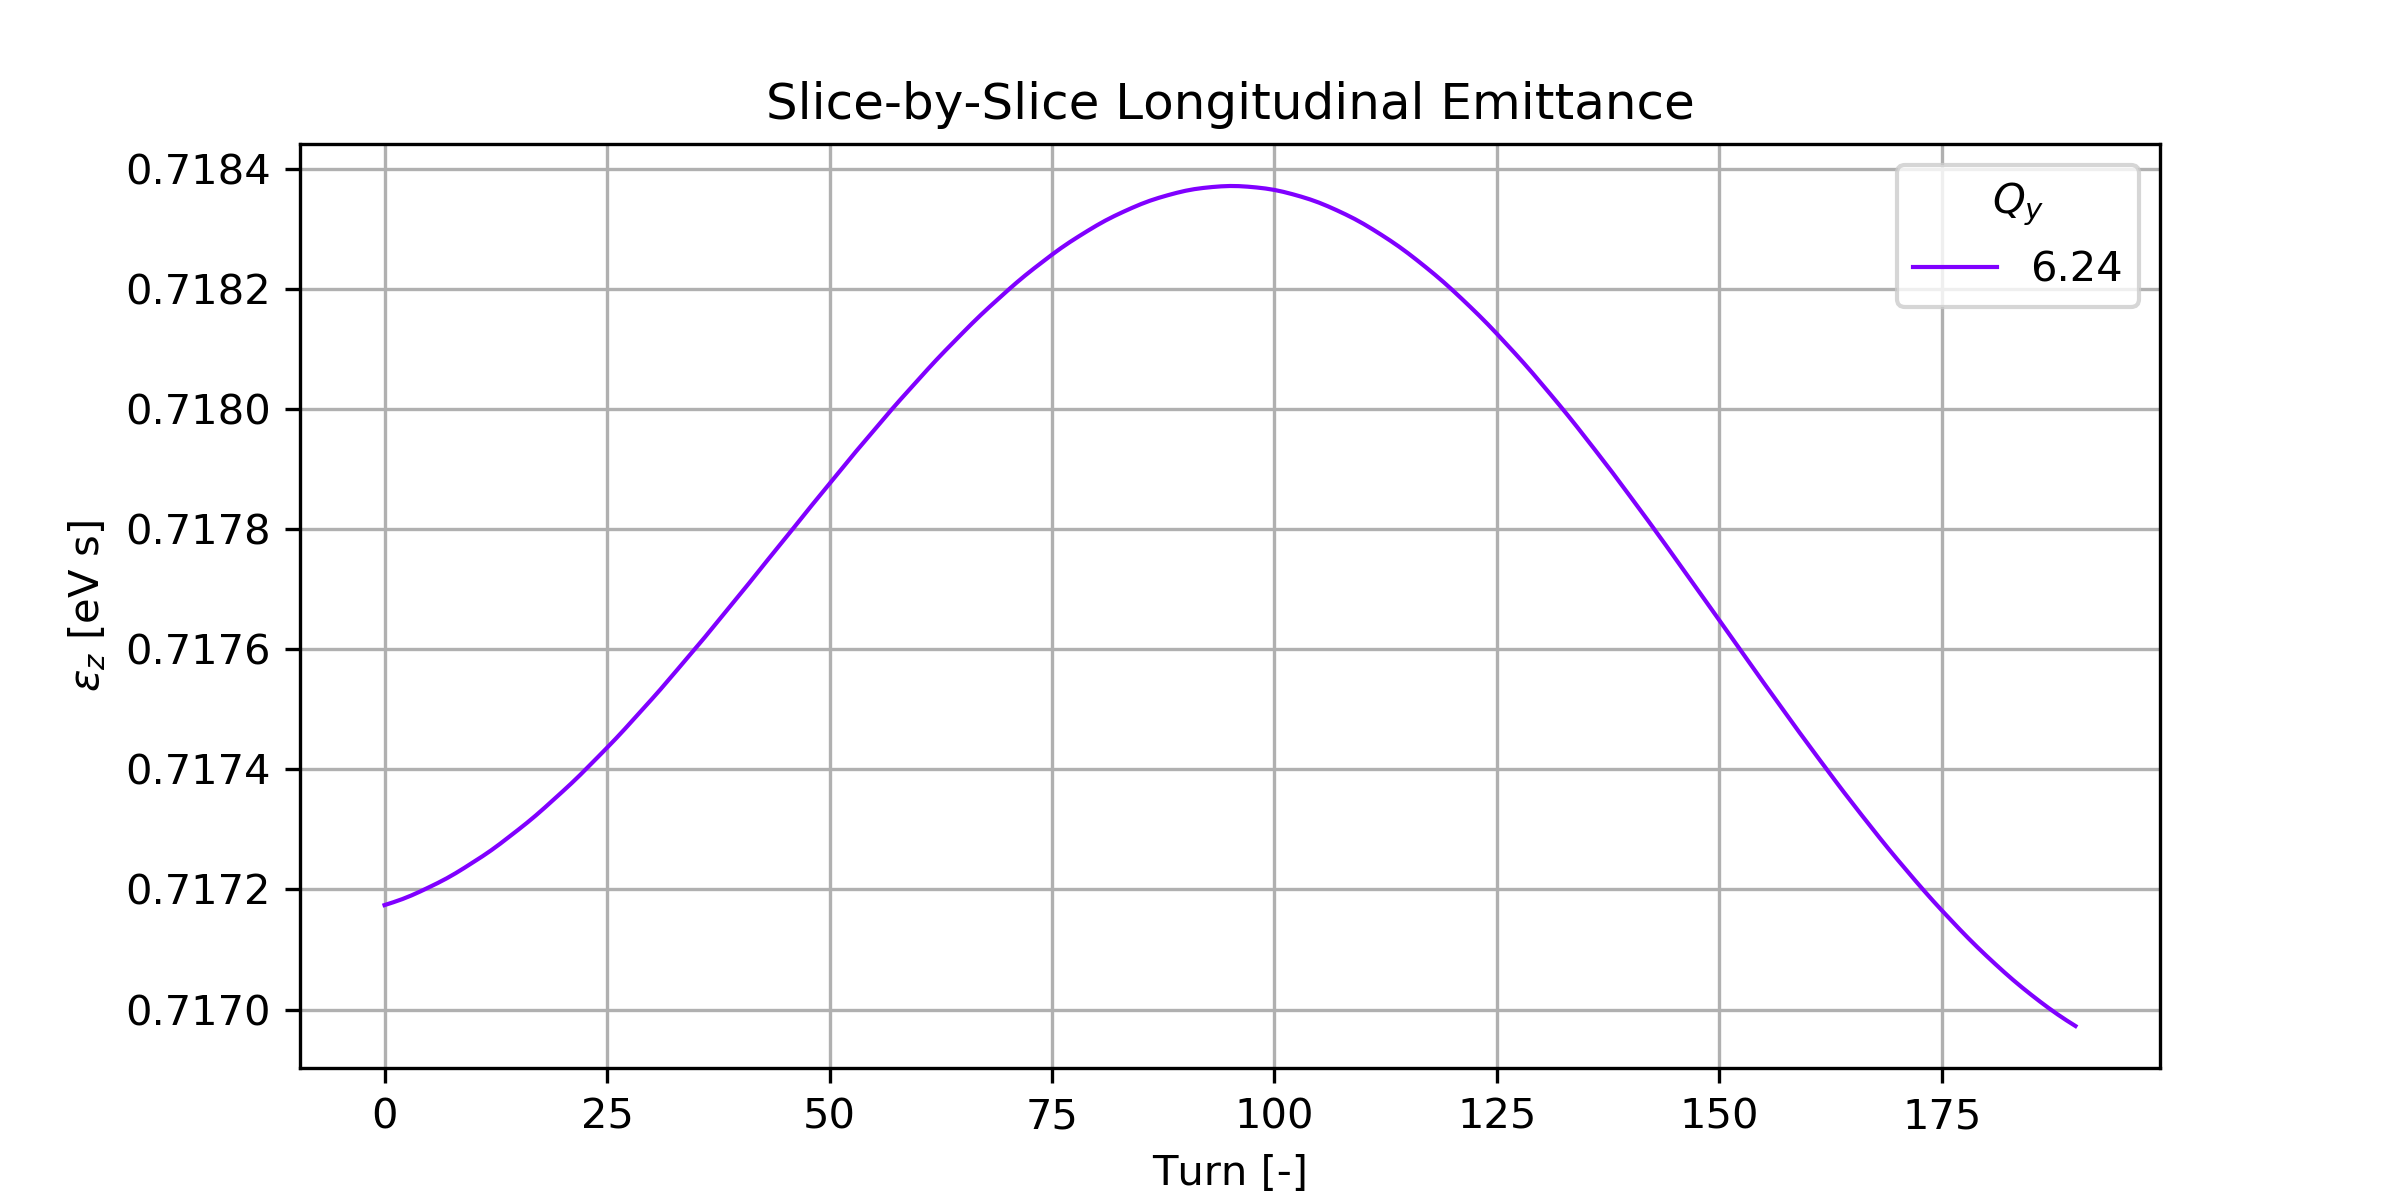 Slice-by-Slice Longitudinal Emittance
0.7184
0.7182
0.7180
0.7178
0.7176
0.7174
0.7172
0.7170
ε_z [eV s]
Q_y
6.24
0 25 50 75 100 125 150 175
Turn [-]